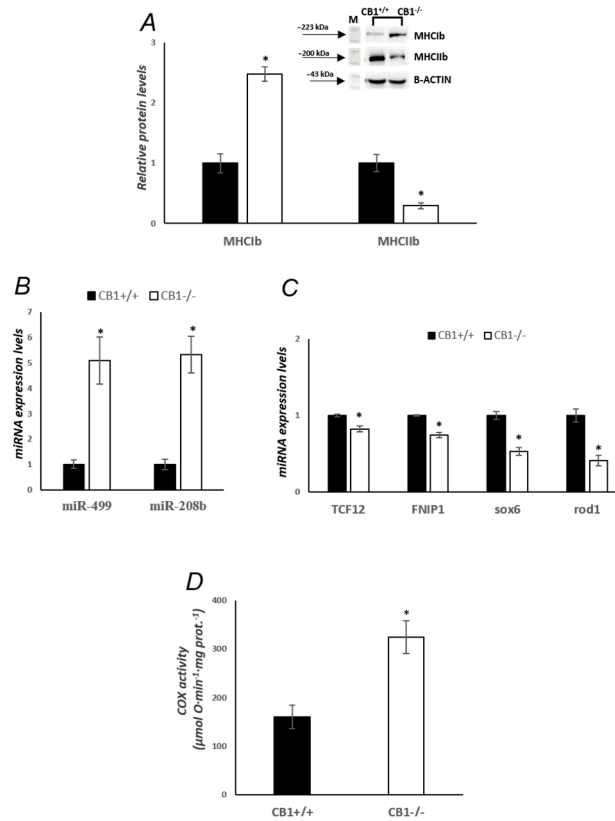 A
CB1+/+ CB1-/-
M
~223 kDa MHCIb
~200 kDa MHCIIb
~43 kDa B-ACTIN
Relative protein levels
3
2
1
0
*
*
MHCIb MHCIIb
B
CB1+/+ CB1-/-
miRNA expression lvels
7
6
5
4
3
2
1
0
* *
miR-499 miR-208b
C
CB1+/+ CB1-/-
miRNA expression lvels
2
1
0
* * * *
TCF12 FNIP1 sox6 rod1
D
COX activity
(µmol O·min-1·mg prot.-1)
400
300
200
100
0
*
CB1+/+ CB1-/-